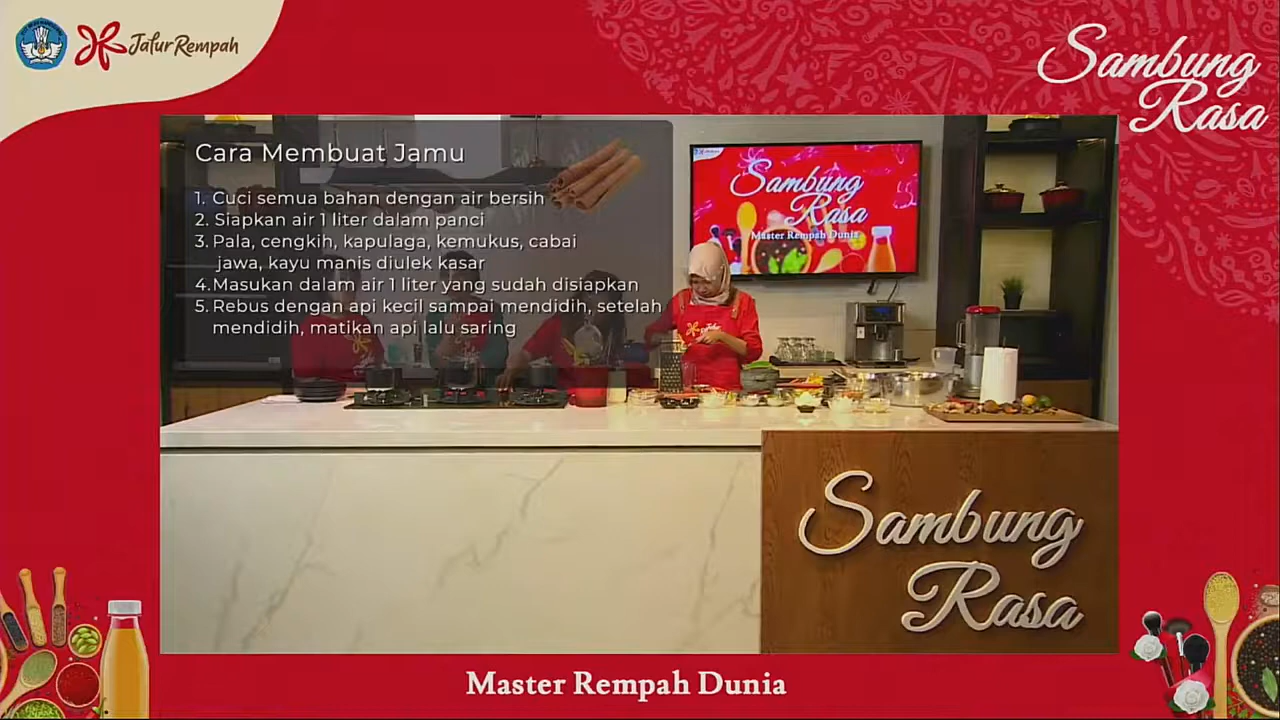 Jalur Rempah
Sambung
Rasa
Cara Membuat Jamu
1. Cuci semua bahan dengan air bersih
2. Siapkan air 1 liter dalam panci
3. Pala, cengkih, kapulaga, kemukus, cabai
jawa, kayu manis diulek kasar
4. Masukan dalam air 1 liter yang sudah disiapkan
5. Rebus dengan api kecil sampai mendidih, setelah
mendidih, matikan api lalu saring
Sambung
Rasa
Master Rempah Dunia
Sambung
Rasa
Master Rempah Dunia